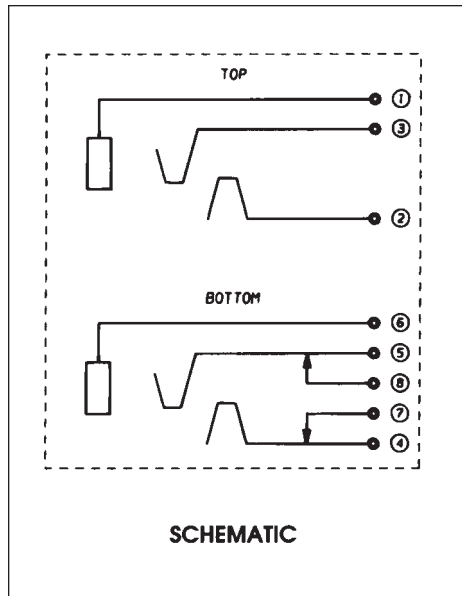 TOP
①
③
②
BOTTOM
⑥
⑤
⑧
⑦
④
SCHEMATIC